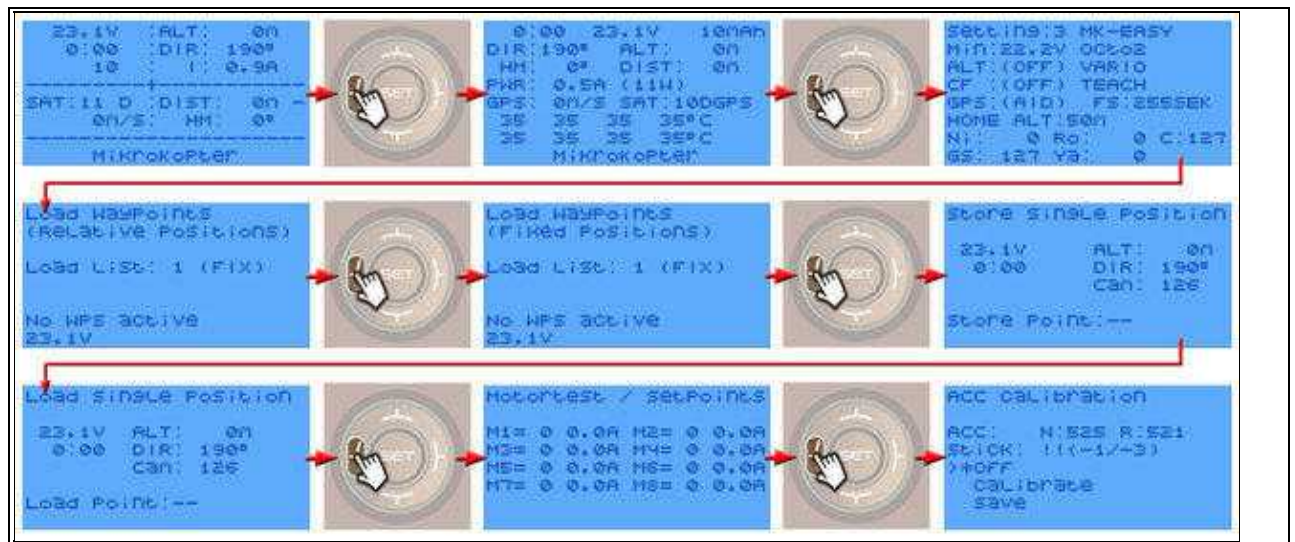 23.1V :ALT: 0m
0:00 :DIR: 190°
10 : I: 0.9A
SAT:11 D :DIST: 0m -
0m/S: HM: 0°
MikroKopter
SET
0:00 23.1V 10mAh
DIR:190° ALT: 0m
HM: 0° DIST: 0m
PWR: 0.5A (11W)
GPS: 0m/S SAT:10DGPS
35 35 35 35°C
35 35 35 35°C
MikroKopter
SET
Setting:3 MK-EASY
Min:22.2V Octo2
ALT:(OFF) VARIO
CF :(OFF) TEACH
GPS:(AID) FS:255SEK
HOME ALT:50m
Ni: 0 Ro: 0 C:127
GS: 127 Ya: 0
Load WayPoints
(Relative Positions)
Load List: 1 (FIX)
No WPs active
23.1V
SET
Load WayPoints
(Fixed Positions)
Load List: 1 (FIX)
No WPs active
23.1V
SET
Store Single Position
23.1V ALT: 0m
0:00 DIR: 190°
Can: 126
Store Point:--
Load Single Position
23.1V ALT: 0m
0:00 DIR: 190°
Can: 126
Load Point:--
SET
Motortest / SetPoints
M1= 0 0.0A M2= 0 0.0A
M3= 0 0.0A M4= 0 0.0A
M5= 0 0.0A M6= 0 0.0A
M7= 0 0.0A M8= 0 0.0A
SET
ACC Calibration
ACC: N:525 R:521
Stick: !!(-1/-3)
>*OFF
Calibrate
Save